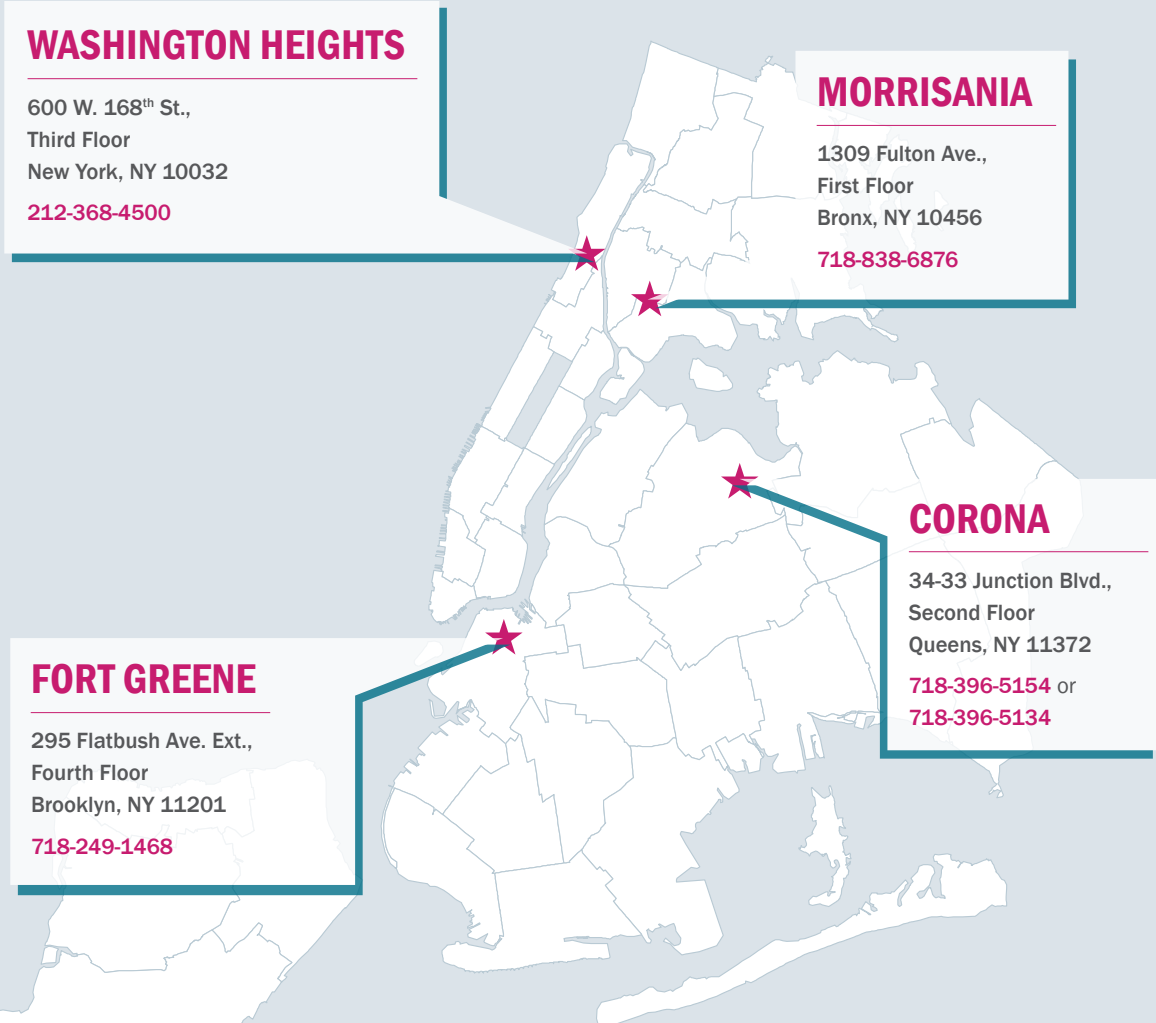 WASHINGTON HEIGHTS
600 W. 168th St.,
Third Floor
New York, NY 10032
212-368-4500
MORRISANIA
1309 Fulton Ave.,
First Floor
Bronx, NY 10456
718-838-6876
CORONA
34-33 Junction Blvd.,
Second Floor
Queens, NY 11372
718-396-5154 or
718-396-5134
FORT GREENE
295 Flatbush Ave. Ext.,
Fourth Floor
Brooklyn, NY 11201
718-249-1468